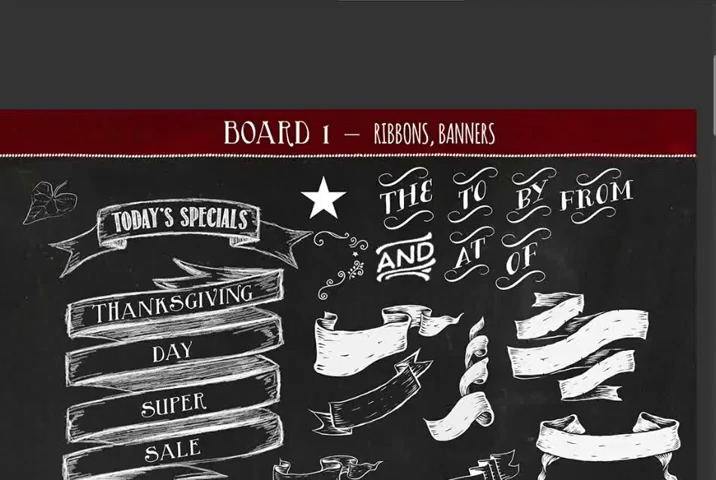 BOARD 1 – RIBBONS, BANNERS
TODAY'S SPECIALS
THE TO BY FROM
AND AT OF
THANKSGIVING
DAY
SUPER
SALE